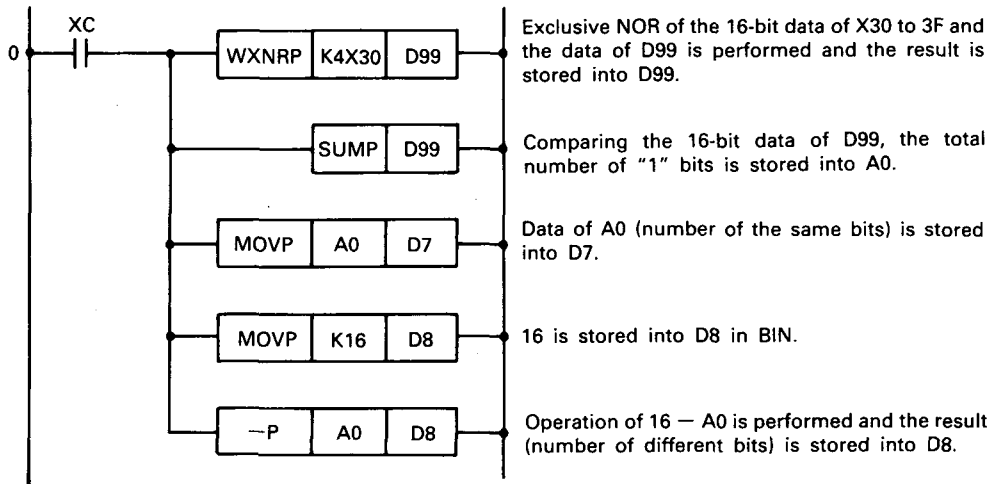 XC
0
WXNRP K4X30 D99
Exclusive NOR of the 16-bit data of X30 to 3F and
the data of D99 is performed and the result is
stored into D99.
SUMP D99
Comparing the 16-bit data of D99, the total
number of "1" bits is stored into A0.
MOVP A0 D7
Data of A0 (number of the same bits) is stored
into D7.
MOVP K16 D8
16 is stored into D8 in BIN.
—P A0 D8
Operation of 16 — A0 is performed and the result
(number of different bits) is stored into D8.